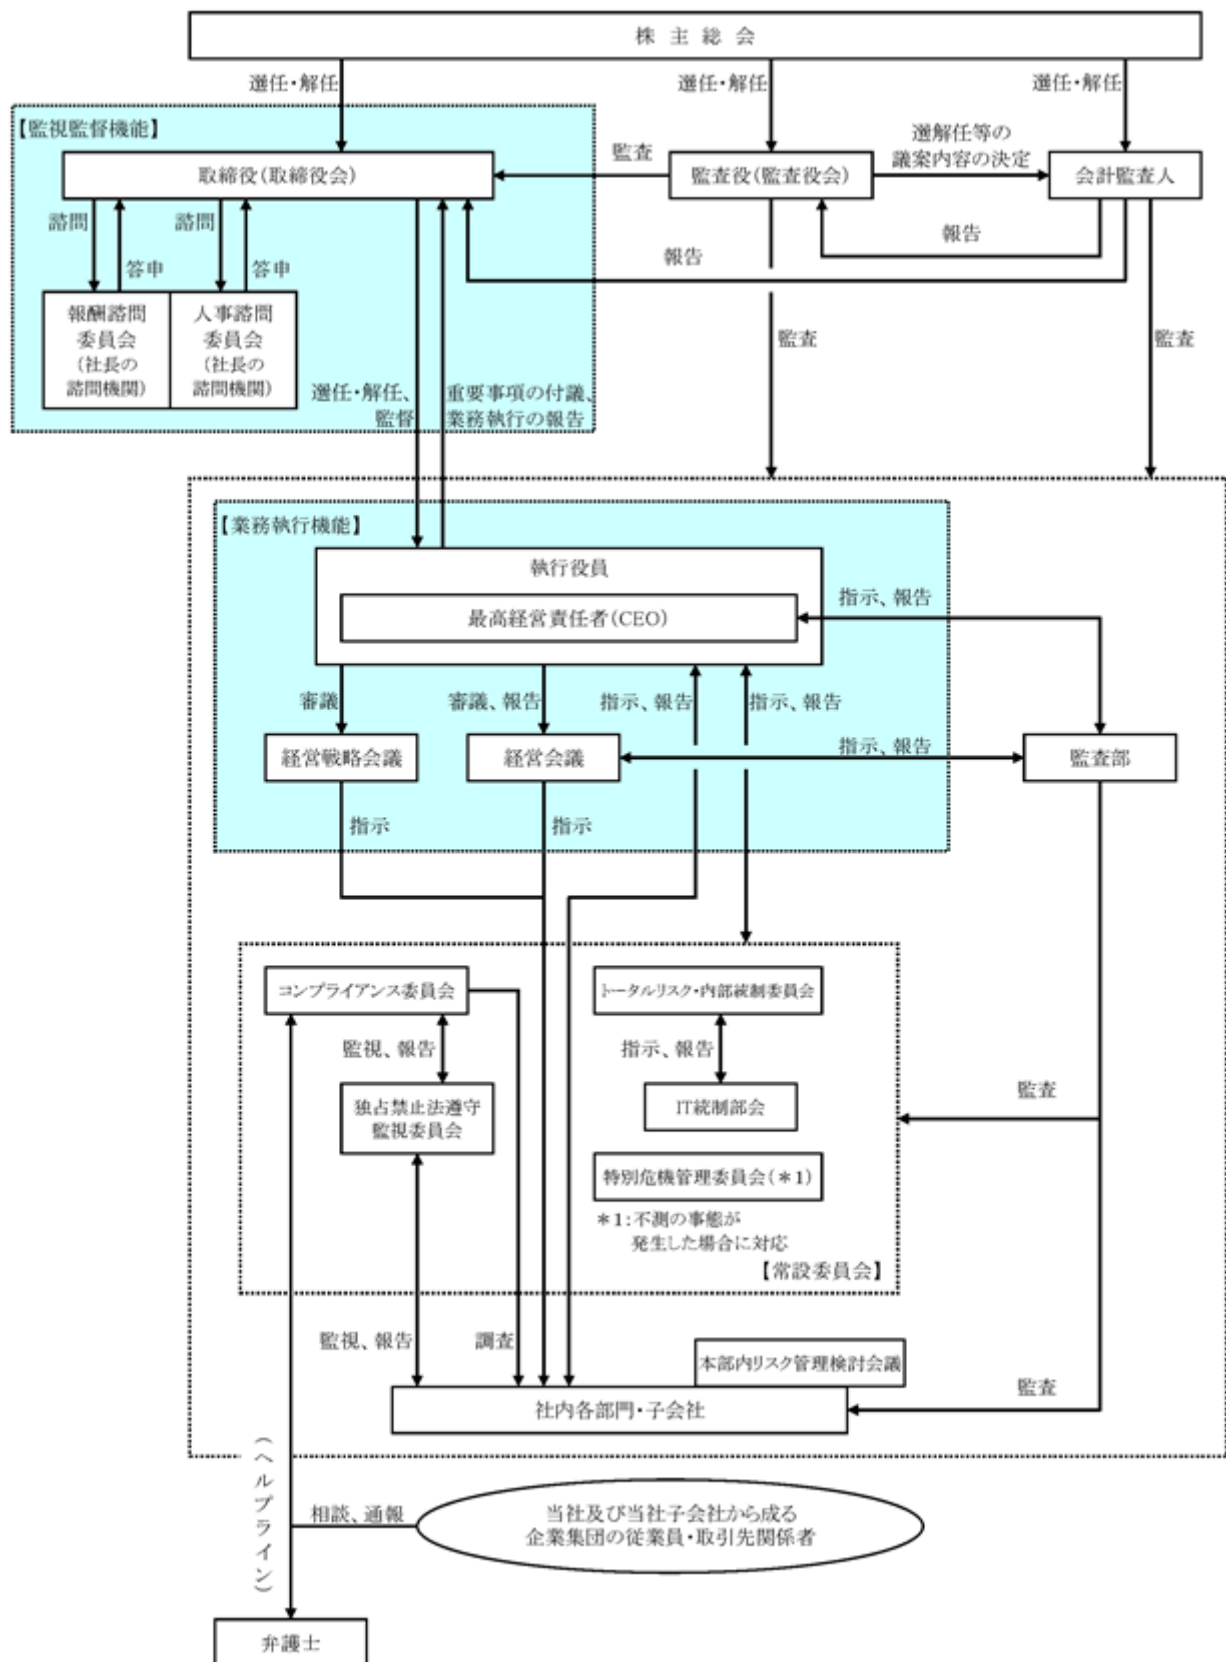 株主総会
選任・解任
選任・解任
選任・解任
【監視監督機能】
取締役(取締役会)
監査
監査役(監査役会)
選解任等の
議案内容の決定
会計監査人
諮問
答申
諮問
答申
報告
報告
報酬諮問
委員会
(社長の
諮問機関)
人事諮問
委員会
(社長の
諮問機関)
選任・解任、
監督
重要事項の付議、
業務執行の報告
監査
監査
【業務執行機能】
執行役員
最高経営責任者(CEO)
指示、報告
審議
審議、報告
指示、報告
指示、報告
経営戦略会議
経営会議
指示、報告
監査部
指示
指示
コンプライアンス委員会
トータルリスク・内部統制委員会
監視、報告
指示、報告
独占禁止法遵守
監視委員会
IT統制部会
監査
特別危機管理委員会(*1)
*1:不測の事態が
発生した場合に対応
【常設委員会】
監視、報告
調査
本部内リスク管理検討会議
監査
社内各部門・子会社
(ヘルプライン)
相談、通報
当社及び当社子会社から成る
企業集団の従業員・取引先関係者
弁護士